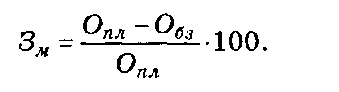 З_м = (О_пл − О_бз) / О_пл · 100.